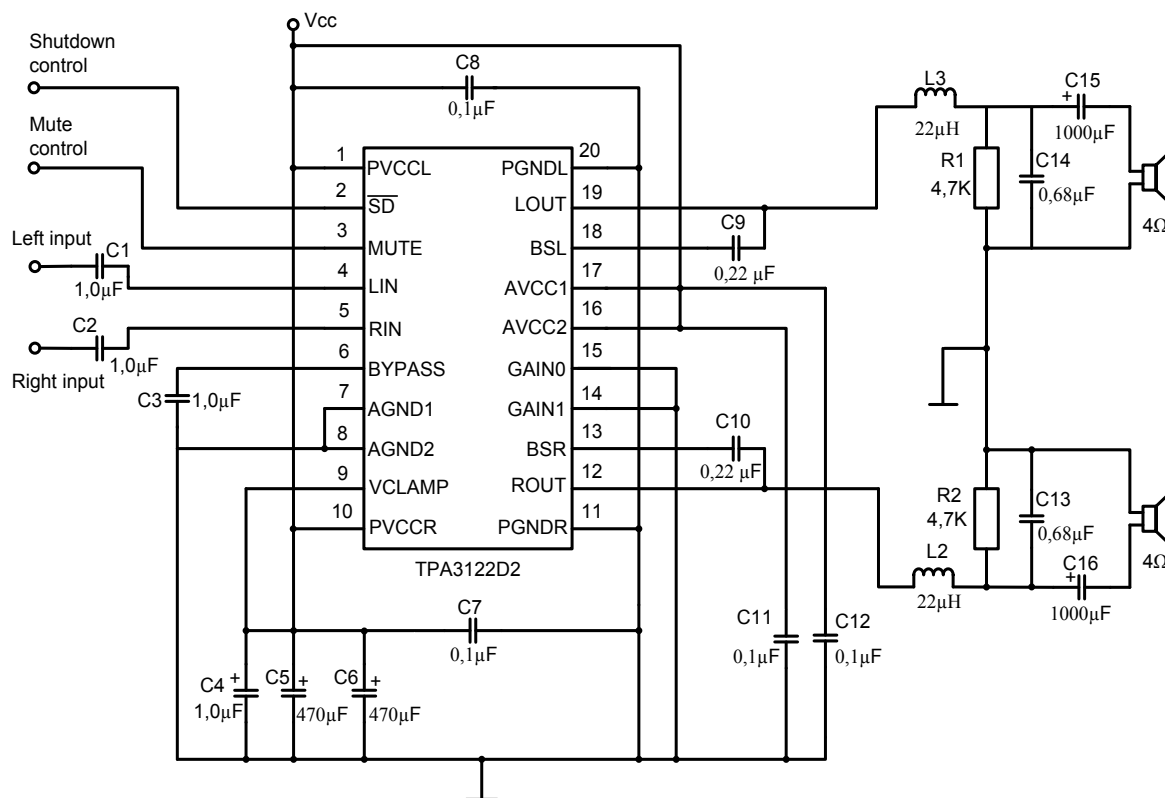 Vcc
Shutdown
control
C8
0,1µF
Mute
control
Left input
C1
1,0µF
C2
1,0µF
Right input
C3
1,0µF
1
PVCCL
2
SD
3
MUTE
4
LIN
5
RIN
6
BYPASS
7
AGND1
8
AGND2
9
VCLAMP
10
PVCCR
20
PGNDL
19
LOUT
18
BSL
17
AVCC1
16
AVCC2
15
GAIN0
14
GAIN1
13
BSR
12
ROUT
11
PGNDR
TPA3122D2
C9
0,22 µF
C10
0,22 µF
L3
22µH
C15
+
1000µF
R1
4,7K
C14
0,68µF
4Ω
R2
4,7K
C13
0,68µF
4Ω
L2
22µH
C16
+
1000µF
C7
0,1µF
C11
0,1µF
C12
0,1µF
C4
+
1,0µF
C5
+
470µF
C6
+
470µF